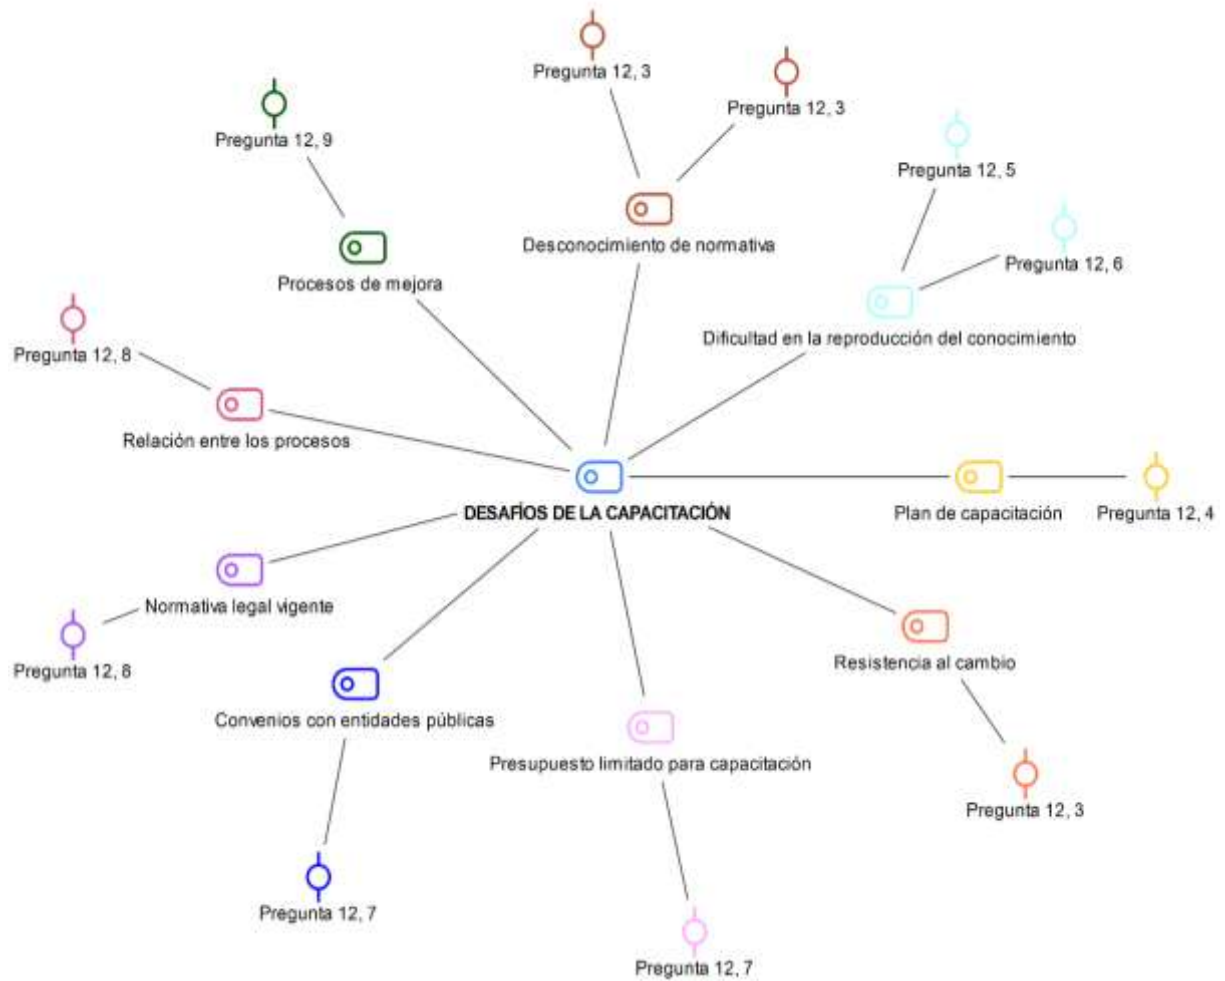 Pregunta 12, 3
Pregunta 12, 3
Pregunta 12, 9
Pregunta 12, 5
Desconocimiento de normativa
Pregunta 12, 6
Procesos de mejora
Dificultad en la reproducción del conocimiento
Pregunta 12, 8
Relación entre los procesos
DESAFÍOS DE LA CAPACITACIÓN
Plan de capacitación
Pregunta 12, 4
Normativa legal vigente
Pregunta 12, 8
Resistencia al cambio
Convenios con entidades públicas
Presupuesto limitado para capacitación
Pregunta 12, 3
Pregunta 12, 7
Pregunta 12, 7